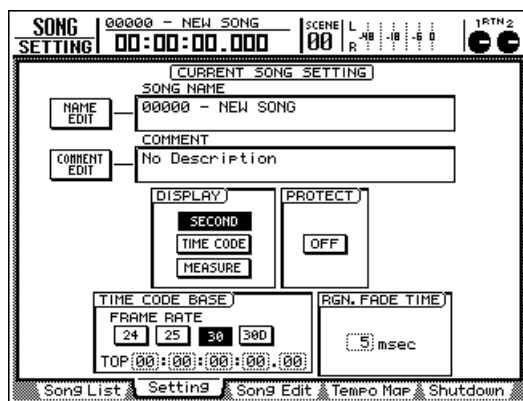 SONG SETTING
00000 - NEW SONG
00:00:00.000
SCENE 00
L R -48 -18 -6 0
1 RTN 2
CURRENT SONG SETTING
SONG NAME
NAME EDIT
00000 - NEW SONG
COMMENT
COMMENT EDIT
No Description
DISPLAY
SECOND
TIME CODE
MEASURE
PROTECT
OFF
TIME CODE BASE
FRAME RATE
24 25 30 30D
TOP 00:00:00:00.00
RGN. FADE TIME
5 msec
Song List Setting Song Edit Tempo Map Shutdown